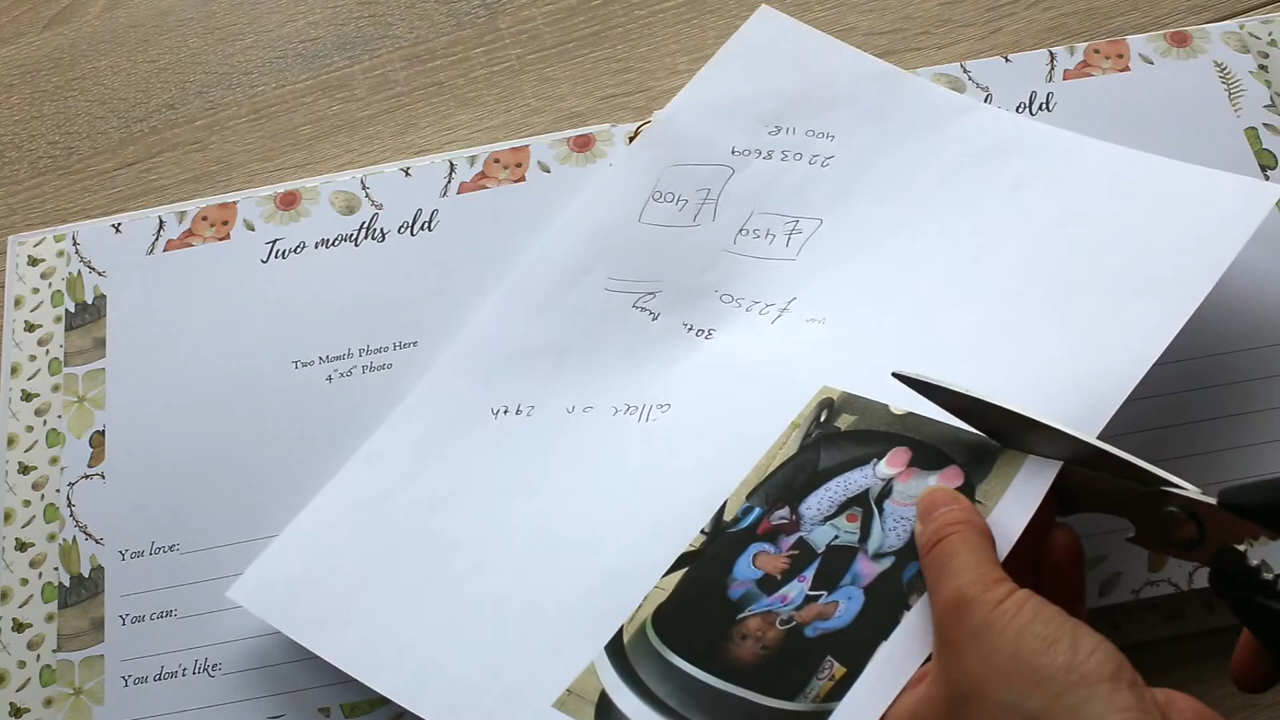 Two months old
Two Month Photo Here
4"x6" Photo
You love:
You can:
You don't like:
old
collect on 29th
30th May
£2250.
£450
£400
22038609
400 118.